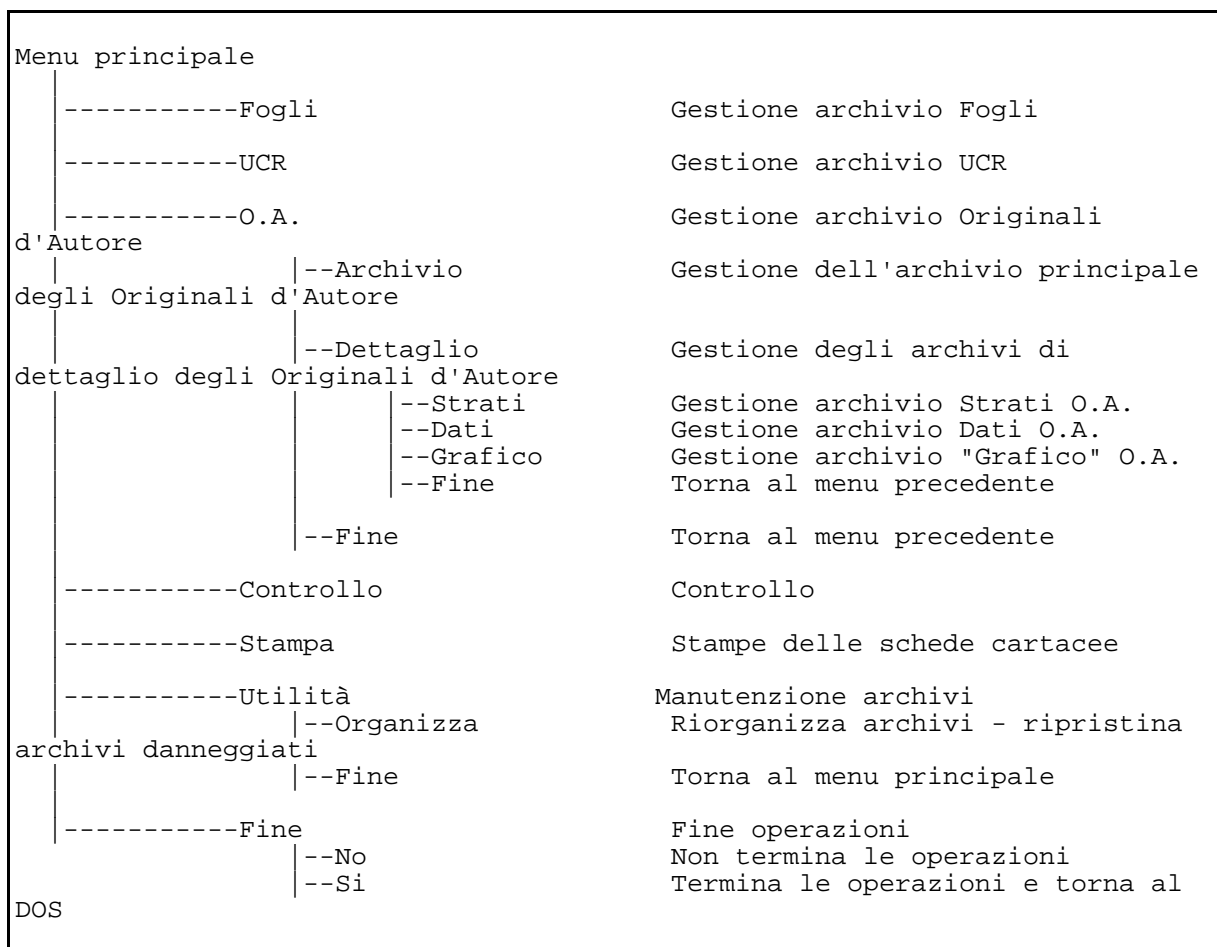 Menu principale
|-----------Fogli Gestione archivio Fogli
|-----------UCR Gestione archivio UCR
|-----------O.A. Gestione archivio Originali
d'Autore
| |--Archivio Gestione dell'archivio principale
degli Originali d'Autore
| |--Dettaglio Gestione degli archivi di
dettaglio degli Originali d'Autore
| | |--Strati Gestione archivio Strati O.A.
| | |--Dati Gestione archivio Dati O.A.
| | |--Grafico Gestione archivio "Grafico" O.A.
| | |--Fine Torna al menu precedente
| |--Fine Torna al menu precedente
|-----------Controllo Controllo
|-----------Stampa Stampe delle schede cartacee
|-----------Utilità Manutenzione archivi
| |--Organizza Riorganizza archivi - ripristina
archivi danneggiati
| |--Fine Torna al menu principale
|-----------Fine Fine operazioni
|--No Non termina le operazioni
|--Si Termina le operazioni e torna al
DOS